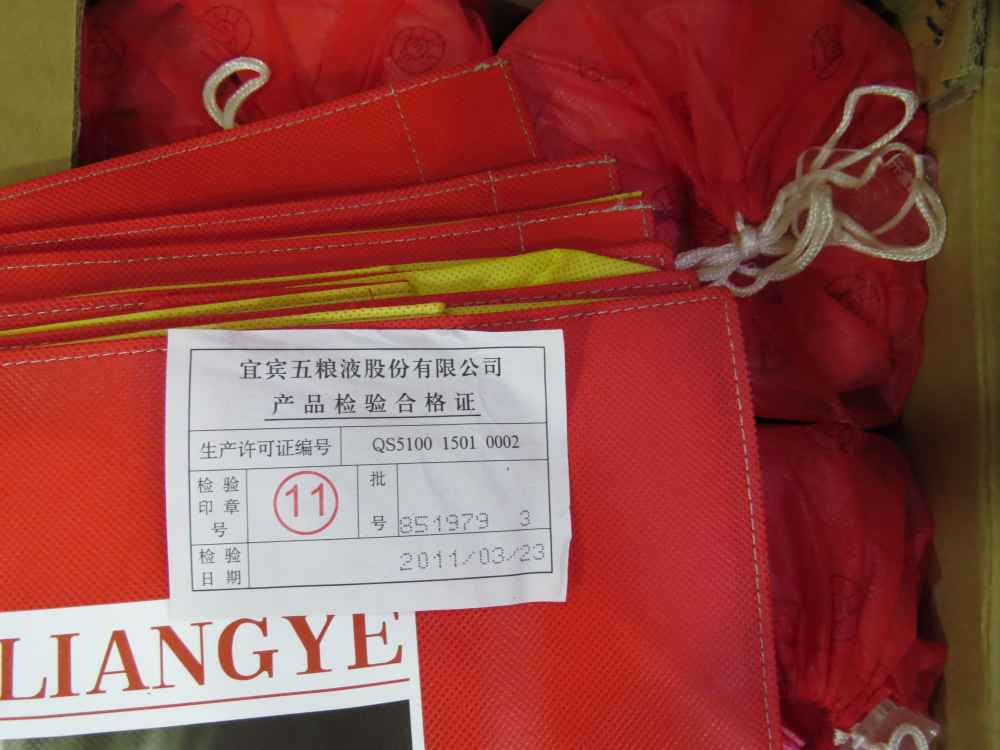 宜宾五粮液股份有限公司
产品检验合格证
生产许可证编号 QS5100 1501 0002
检验印章号 11 批号 851979 3
检验日期 2011/03/23
LIANGYE